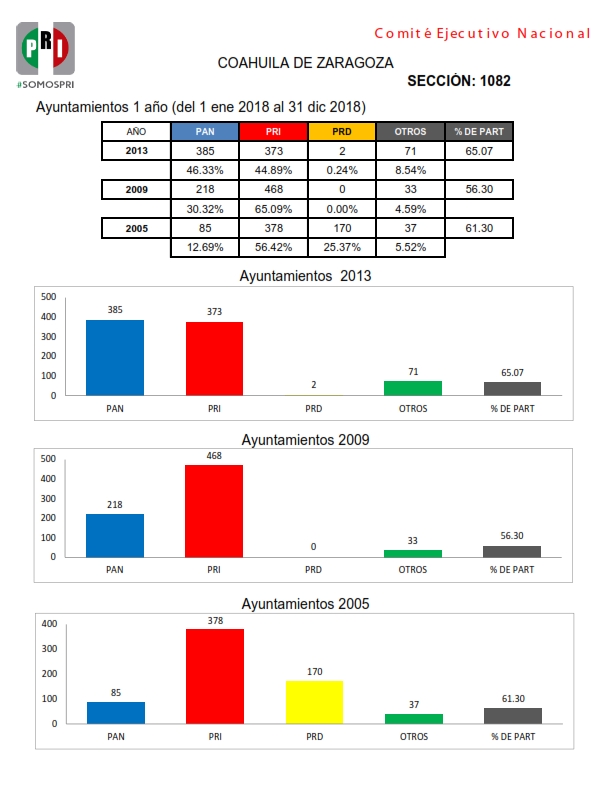 Comité Ejecutivo Nacional
PRI
#SOMOSPRI
COAHUILA DE ZARAGOZA
SECCIÓN: 1082
Ayuntamientos 1 año (del 1 ene 2018 al 31 dic 2018)
AÑO PAN PRI PRD OTROS % DE PART
2013 385 373 2 71 65.07
46.33% 44.89% 0.24% 8.54%
2009 218 468 0 33 56.30
30.32% 65.09% 0.00% 4.59%
2005 85 378 170 37 61.30
12.69% 56.42% 25.37% 5.52%
Ayuntamientos 2013
500
400
300
200
100
0
385 373 2 71 65.07
PAN PRI PRD OTROS % DE PART
Ayuntamientos 2009
500
400
300
200
100
0
218 468 0 33 56.30
PAN PRI PRD OTROS % DE PART
Ayuntamientos 2005
400
300
200
100
0
85 378 170 37 61.30
PAN PRI PRD OTROS % DE PART